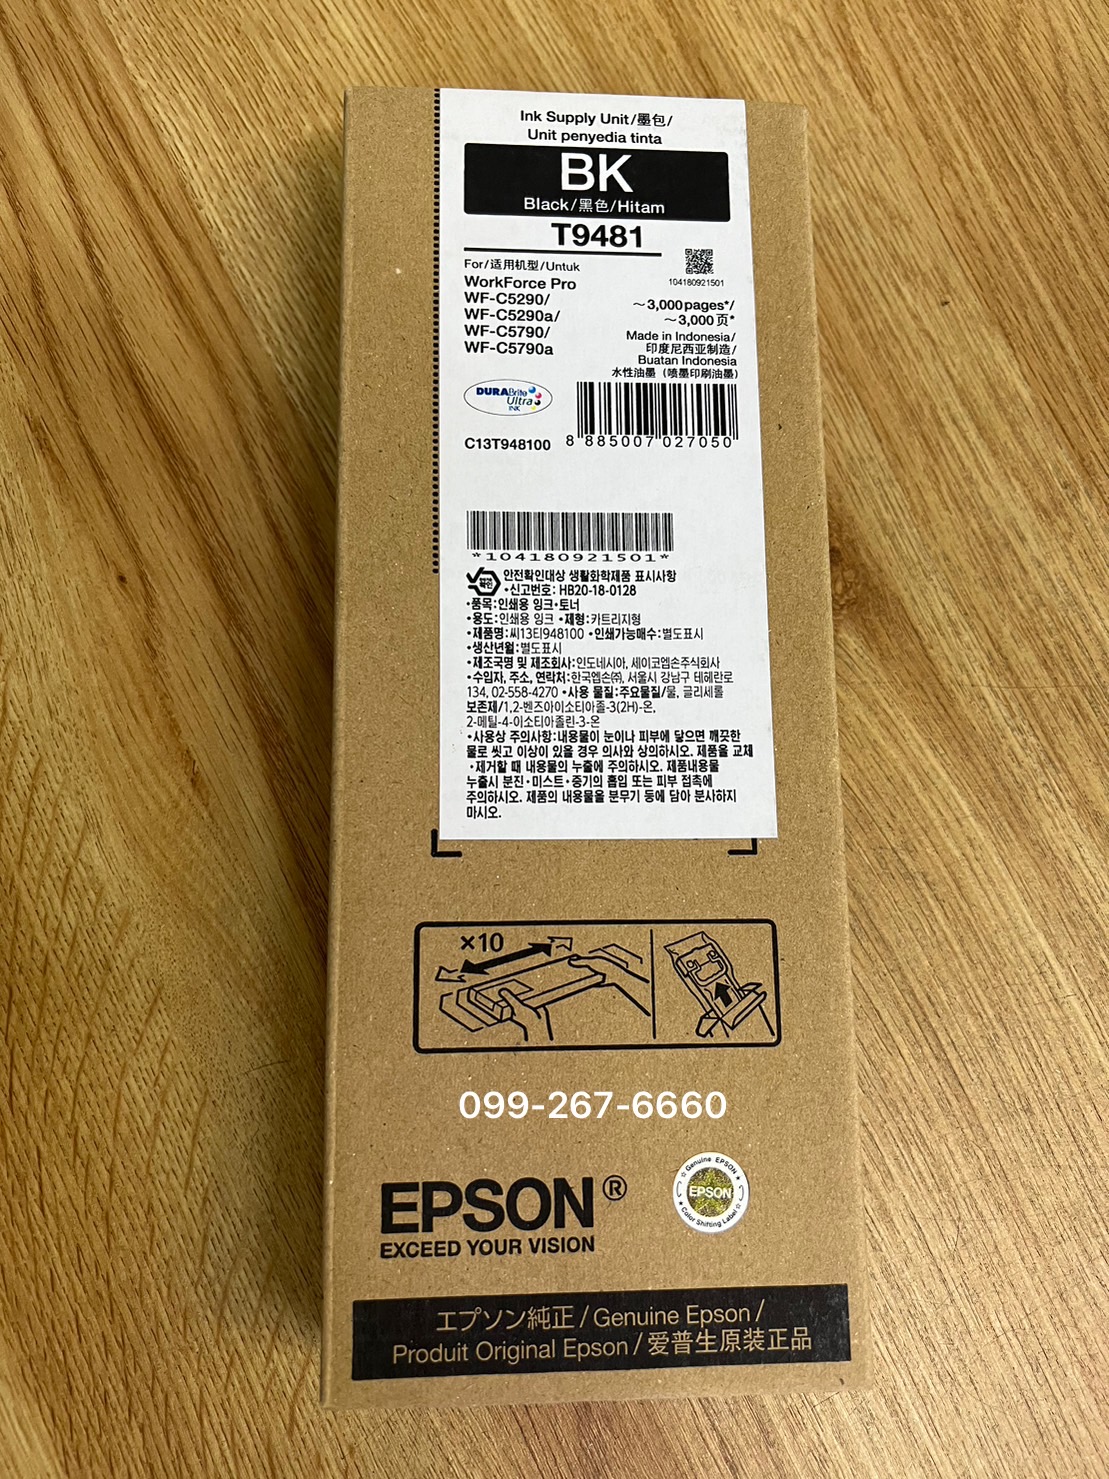 Ink Supply Unit/墨包/
Unit penyedia tinta
BK
Black/黑色/Hitam
T9481
For/适用机型/Untuk
WorkForce Pro
WF-C5290/
WF-C5290a/
WF-C5790/
WF-C5790a
104180921501
～3,000pages*/
～3,000页*
Made in Indonesia/
印度尼西亚制造/
Buatan Indonesia
水性油墨（喷墨印刷油墨）
DURABrite
Ultra
INK
C13T948100
8 885007 027050
*104180921501*
안전확인대상 생활화학제품 표시사항
•신고번호: HB20-18-0128
•품목:인쇄용 잉크•토너
•용도:인쇄용 잉크 •제형:카트리지형
•제품명:씨13티948100 •인쇄가능매수:별도표시
•생산년월:별도표시
•제조국명 및 제조회사:인도네시아, 세이코엡손주식회사
•수입자, 주소, 연락처:한국엡손㈜, 서울시 강남구 테헤란로
134, 02-558-4270 •사용 물질:주요물질/물, 글리세롤
보존제/1,2-벤즈아이소티아졸-3(2H)-온,
2-메틸-4-이소티아졸린-3-온
•사용상 주의사항:내용물이 눈이나 피부에 닿으면 깨끗한
물로 씻고 이상이 있을 경우 의사와 상의하시오. 제품을 교체
•제거할 때 내용물의 누출에 주의하시오. 제품내용물
누출시 분진•미스트•증기의 흡입 또는 피부 접촉에
주의하시오. 제품의 내용물을 분무기 등에 담아 분사하지
마시오.
×10
099-267-6660
EPSON®
EXCEED YOUR VISION
Genuine EPSON
EPSON
Color Shifting Label
エプソン純正 / Genuine Epson /
Produit Original Epson / 爱普生原装正品